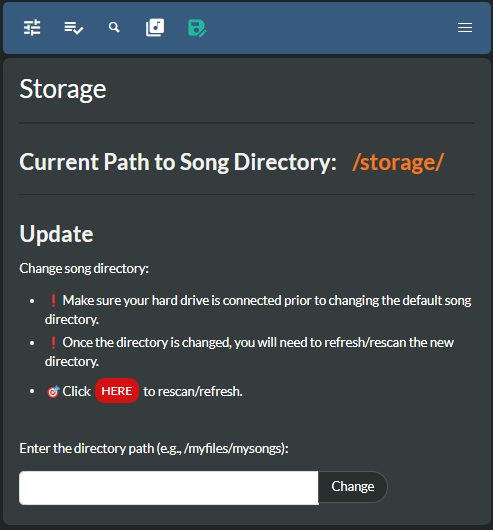 Storage
Current Path to Song Directory: /storage/
Update
Change song directory:
❗ Make sure your hard drive is connected prior to changing the default song
directory.
❗ Once the directory is changed, you will need to refresh/rescan the new
directory.
🎯 Click HERE to rescan/refresh.
Enter the directory path (e.g., /myfiles/mysongs):
Change